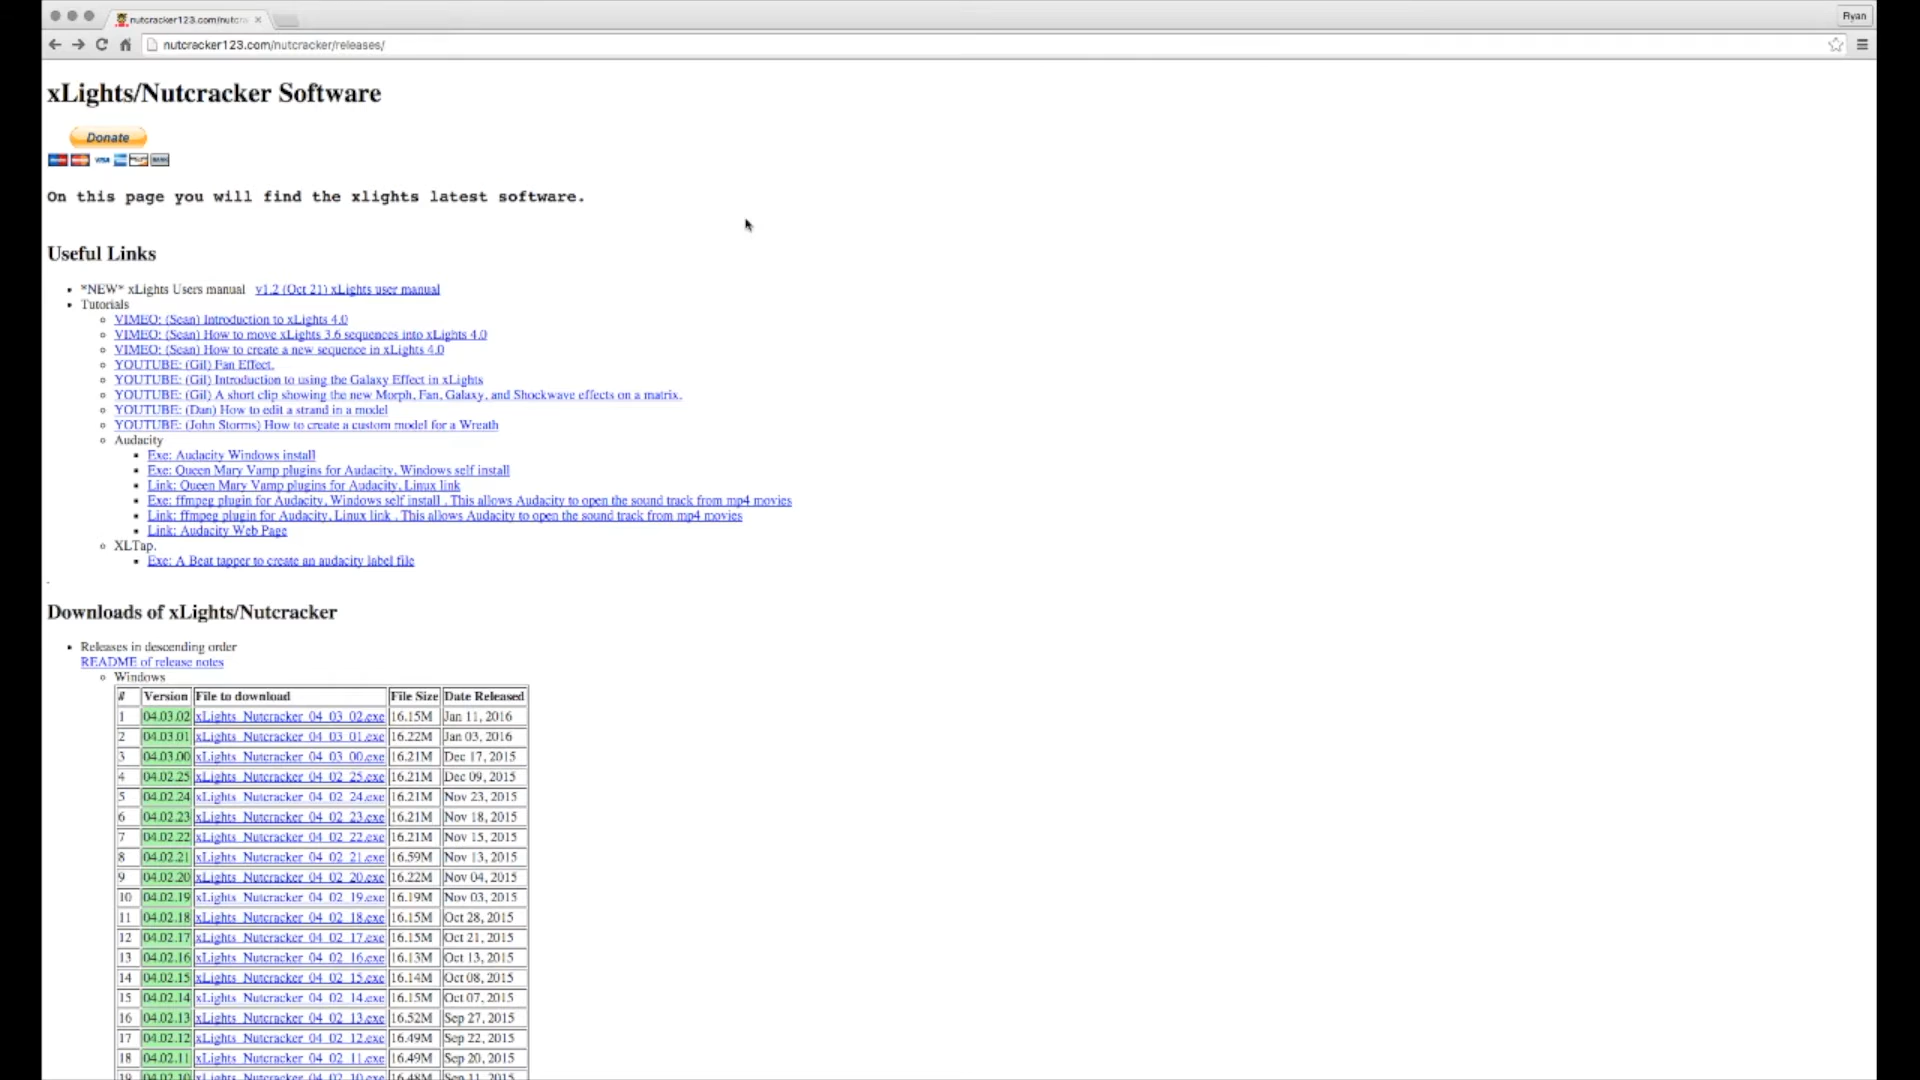 nutcracker123.com/nutcra
Ryan
nutcracker123.com/nutcracker/releases/
xLights/Nutcracker Software
Donate
On this page you will find the xlights latest software.
Useful Links
*NEW* xLights Users manual v1.2 (Oct 21) xLights user manual
Tutorials
VIMEO: (Sean) Introduction to xLights 4.0
VIMEO: (Sean) How to move xLights 3.6 sequences into xLights 4.0
VIMEO: (Sean) How to create a new sequence in xLights 4.0
YOUTUBE: (Gil) Fan Effect.
YOUTUBE: (Gil) Introduction to using the Galaxy Effect in xLights
YOUTUBE: (Gil) A short clip showing the new Morph, Fan, Galaxy, and Shockwave effects on a matrix.
YOUTUBE: (Dan) How to edit a strand in a model
YOUTUBE: (John Storms) How to create a custom model for a Wreath
Audacity
Exe: Audacity Windows install
Exe: Queen Mary Vamp plugins for Audacity, Windows self install
Link: Queen Mary Vamp plugins for Audacity, Linux link
Exe: ffmpeg plugin for Audacity, Windows self install . This allows Audacity to open the sound track from mp4 movies
Link: ffmpeg plugin for Audacity, Linux link . This allows Audacity to open the sound track from mp4 movies
Link: Audacity Web Page
XLTap.
Exe: A Beat tapper to create an audacity label file
.
Downloads of xLights/Nutcracker
Releases in descending order
README of release notes
Windows
# Version File to download File Size Date Released
1 04.03.02 xLights_Nutcracker_04_03_02.exe 16.15M Jan 11, 2016
2 04.03.01 xLights_Nutcracker_04_03_01.exe 16.22M Jan 03, 2016
3 04.03.00 xLights_Nutcracker_04_03_00.exe 16.21M Dec 17, 2015
4 04.02.25 xLights_Nutcracker_04_02_25.exe 16.21M Dec 09, 2015
5 04.02.24 xLights_Nutcracker_04_02_24.exe 16.21M Nov 23, 2015
6 04.02.23 xLights_Nutcracker_04_02_23.exe 16.21M Nov 18, 2015
7 04.02.22 xLights_Nutcracker_04_02_22.exe 16.21M Nov 15, 2015
8 04.02.21 xLights_Nutcracker_04_02_21.exe 16.59M Nov 13, 2015
9 04.02.20 xLights_Nutcracker_04_02_20.exe 16.22M Nov 04, 2015
10 04.02.19 xLights_Nutcracker_04_02_19.exe 16.19M Nov 03, 2015
11 04.02.18 xLights_Nutcracker_04_02_18.exe 16.15M Oct 28, 2015
12 04.02.17 xLights_Nutcracker_04_02_17.exe 16.15M Oct 21, 2015
13 04.02.16 xLights_Nutcracker_04_02_16.exe 16.13M Oct 13, 2015
14 04.02.15 xLights_Nutcracker_04_02_15.exe 16.14M Oct 08, 2015
15 04.02.14 xLights_Nutcracker_04_02_14.exe 16.15M Oct 07, 2015
16 04.02.13 xLights_Nutcracker_04_02_13.exe 16.52M Sep 27, 2015
17 04.02.12 xLights_Nutcracker_04_02_12.exe 16.49M Sep 22, 2015
18 04.02.11 xLights_Nutcracker_04_02_11.exe 16.49M Sep 20, 2015
19 04.02.10 xLights_Nutcracker_04_02_10.exe 16.48M Sep 11, 2015